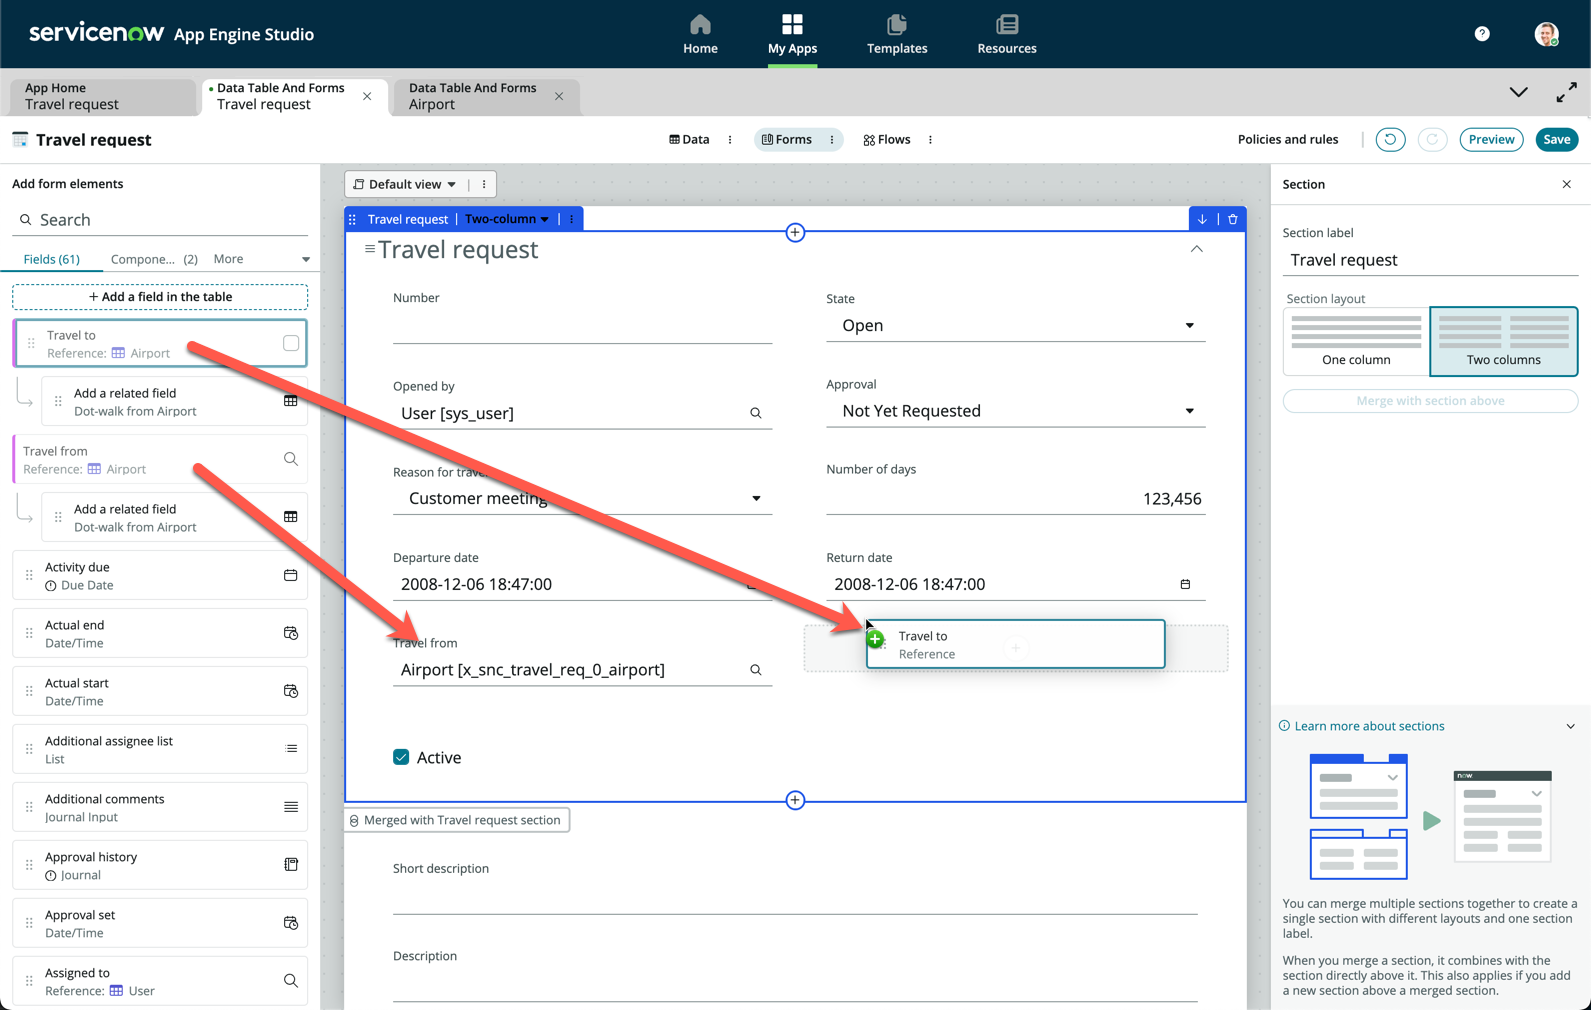 servicenow App Engine Studio
Home
My Apps
Templates
Resources
App Home
Travel request
Data Table And Forms
Travel request
Data Table And Forms
Airport
Travel request
Data
Forms
Flows
Policies and rules
Preview
Save
Add form elements
Search
Fields (61)
Compone... (2)
More
+ Add a field in the table
Travel to
Reference: Airport
Add a related field
Dot-walk from Airport
Travel from
Reference: Airport
Add a related field
Dot-walk from Airport
Activity due
Due Date
Actual end
Date/Time
Actual start
Date/Time
Additional assignee list
List
Additional comments
Journal Input
Approval history
Journal
Approval set
Date/Time
Assigned to
Reference: User
Default view
Travel request | Two-column
Travel request
Number
State
Open
Opened by
User [sys_user]
Approval
Not Yet Requested
Reason for trave
Customer meeting
Number of days
123,456
Departure date
2008-12-06 18:47:00
Return date
2008-12-06 18:47:00
Travel from
Airport [x_snc_travel_req_0_airport]
Travel to
Reference
Active
Merged with Travel request section
Short description
Description
Section
Section label
Travel request
Section layout
One column
Two columns
Merge with section above
Learn more about sections
now
You can merge multiple sections together to create a
single section with different layouts and one section
label.
When you merge a section, it combines with the
section directly above it. This also applies if you add
a new section above a merged section.